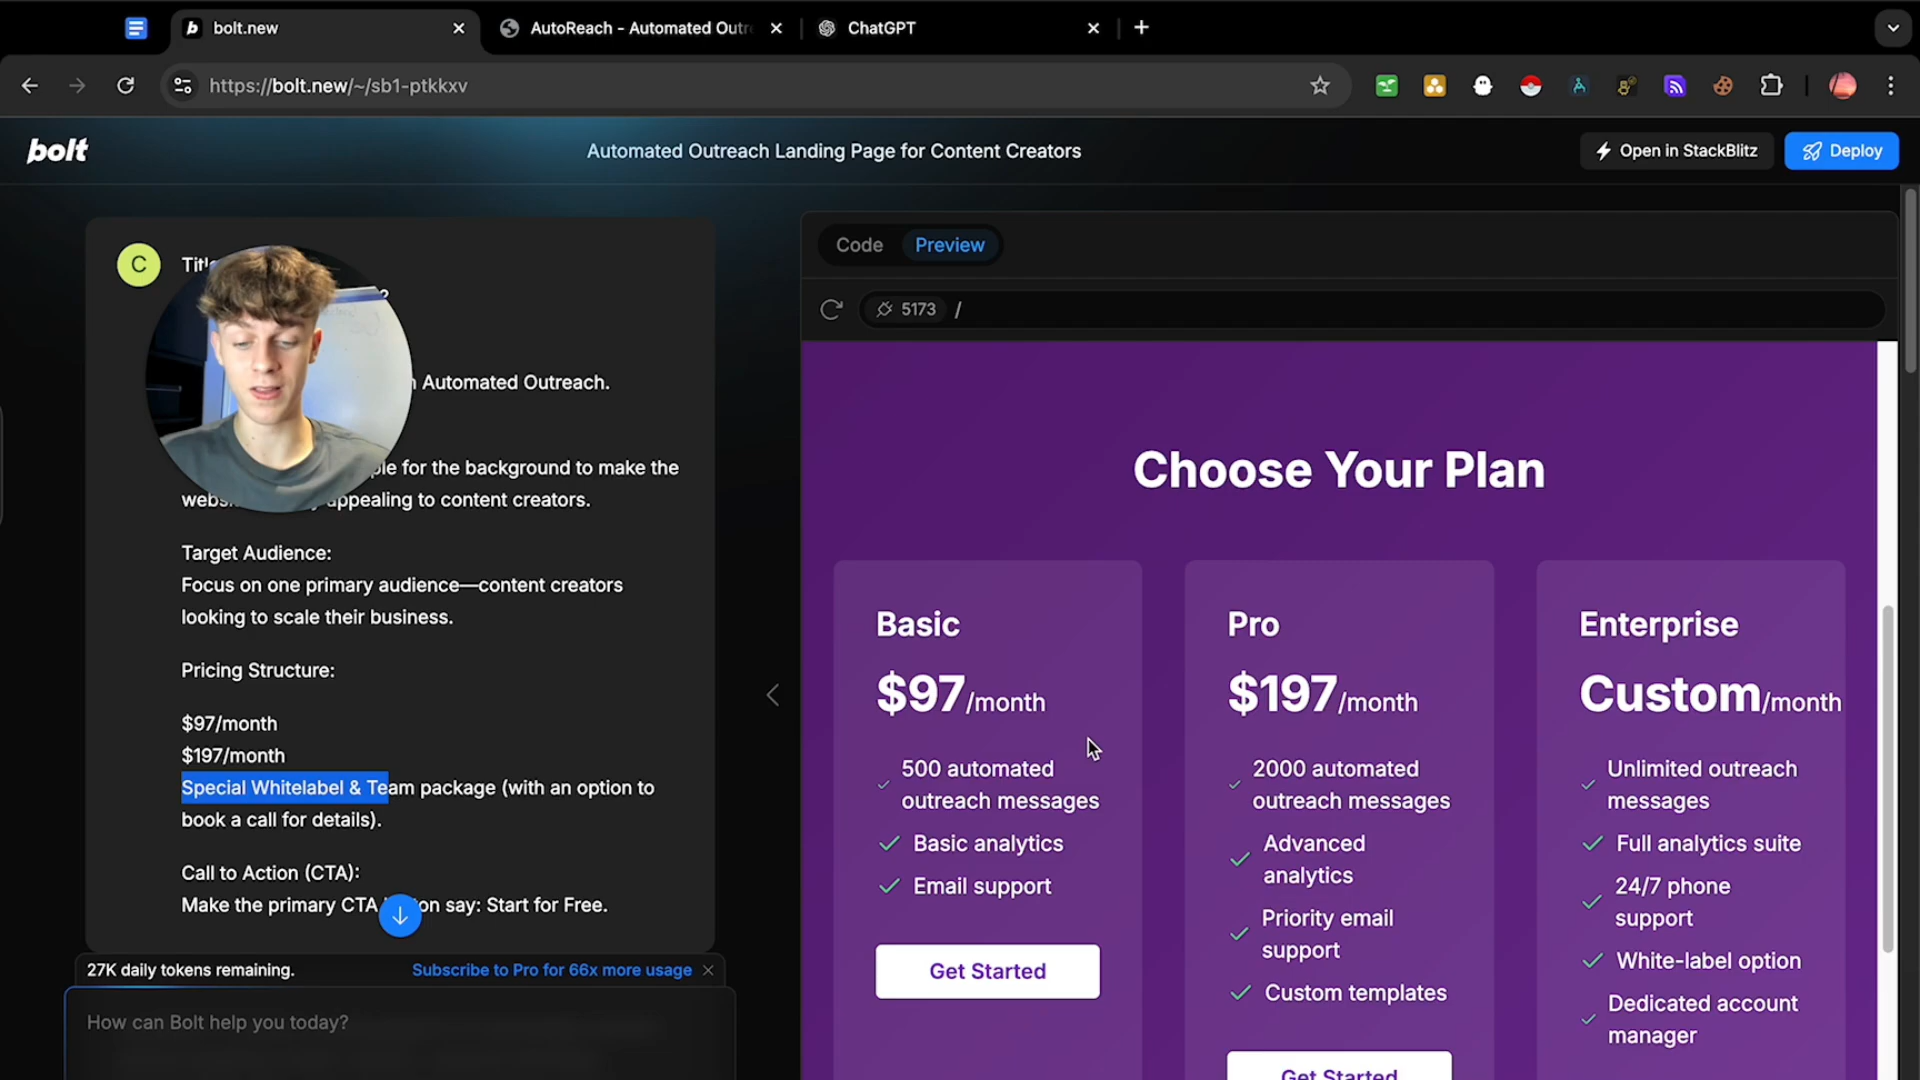 bolt.new
AutoReach - Automated Outr
ChatGPT
https://bolt.new/~/sb1-ptkkxv
bolt
Automated Outreach Landing Page for Content Creators
Open in StackBlitz
Deploy
C
?
Automated Outreach.
for the background to make the
appealing to content creators.
Target Audience:
Focus on one primary audience—content creators
looking to scale their business.
Pricing Structure:
$97/month
$197/month
Special Whitelabel & Team package (with an option to
book a call for details).
Call to Action (CTA):
Make the primary CTA say: Start for Free.
27K daily tokens remaining.
Subscribe to Pro for 66x more usage
How can Bolt help you today?
Code
Preview
5173
/
Choose Your Plan
Basic
$97/month
500 automated
outreach messages
Basic analytics
Email support
Get Started
Pro
$197/month
2000 automated
outreach messages
Advanced
analytics
Priority email
support
Custom templates
Get Started
Enterprise
Custom/month
Unlimited outreach
messages
Full analytics suite
24/7 phone
support
White-label option
Dedicated account
manager